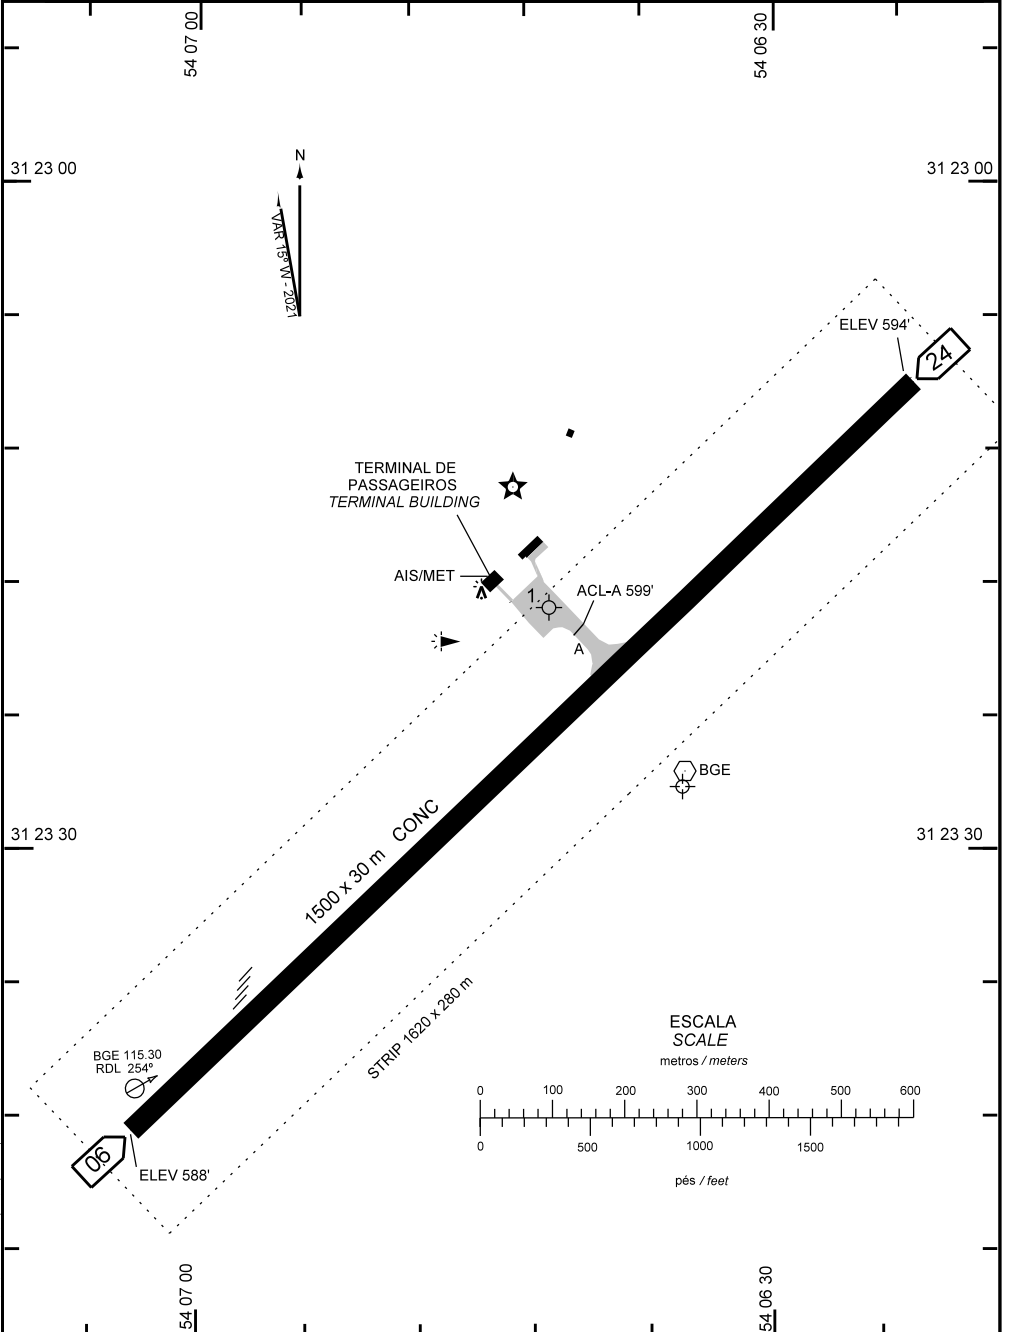 54 07 00
54 06 30
N
31 23 00
31 23 00
VAR 15° W - 2021
ELEV 594'
24
TERMINAL DE
PASSAGEIROS
TERMINAL BUILDING
AIS/MET
1
ACL-A 599'
A
BGE
31 23 30
31 23 30
1500 x 30 m CONC
STRIP 1620 x 280 m
ESCALA
SCALE
metros / meters
0 100 200 300 400 600
0 500 1000 1500
pés / feet
BGE 115.30
RDL 254°
06
ELEV 588'
54 07 00
54 06 30